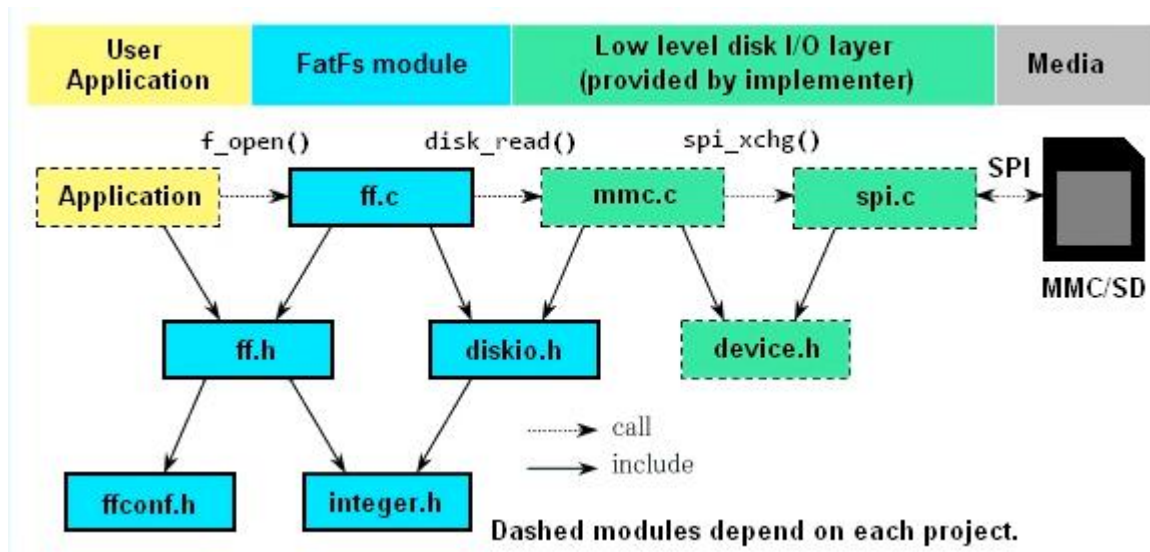 User
Application
FatFs module
Low level disk I/O layer
(provided by implementer)
Media
f_open()
disk_read()
spi_xchg()
SPI
Application
ff.c
mmc.c
spi.c
MMC/SD
ff.h
diskio.h
device.h
call
include
ffconf.h
integer.h
Dashed modules depend on each project.